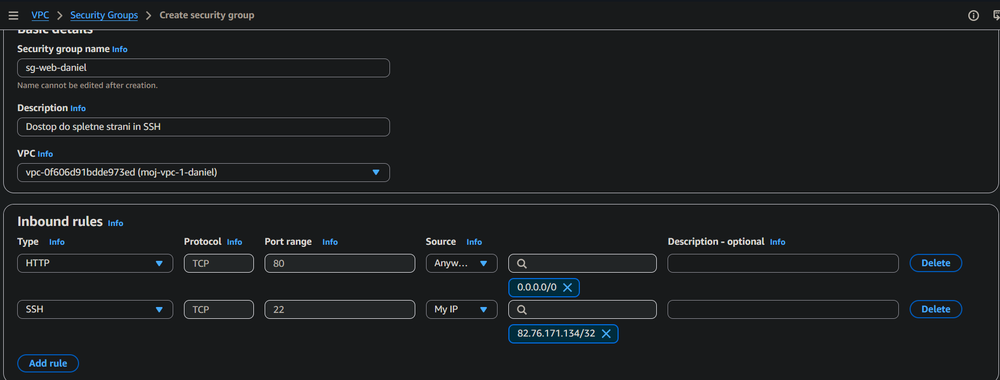 VPC > Security Groups > Create security group
Basic details
Security group name Info
sg-web-daniel
Name cannot be edited after creation.
Description Info
Dostop do spletne strani in SSH
VPC Info
vpc-0f606d91bdde973ed (moj-vpc-1-daniel)
Inbound rules Info
Type Info Protocol Info Port range Info Source Info Description - optional Info
HTTP TCP 80 Anyw... Delete
0.0.0.0/0
SSH TCP 22 My IP Delete
82.76.171.134/32
Add rule